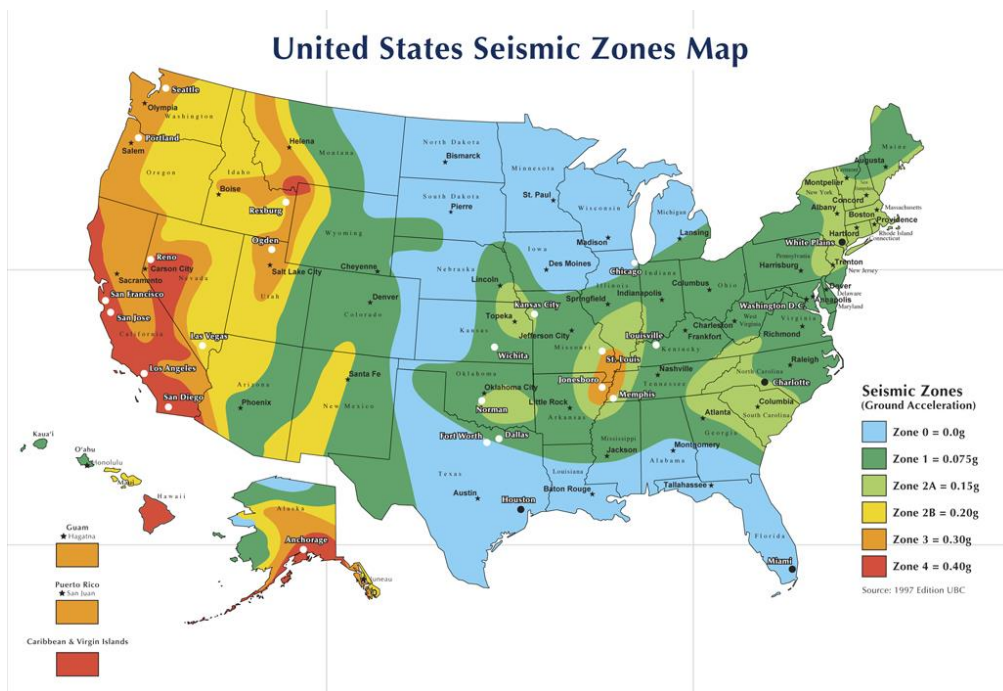 United States Seismic Zones Map
Seattle
Olympia
Washington
Portland
Salem
Oregon
Helena
Montana
Idaho
Boise
Rexburg
North Dakota
Bismarck
Minnesota
South Dakota
Pierre
St. Paul
Wisconsin
Madison
Michigan
Lansing
Maine
Augusta
Montpelier
New York
Concord
Albany
Boston
Massachusetts
Providence
Rhode Island
Hartford
Connecticut
White Plains
Wyoming
Ogden
Salt Lake City
Utah
Reno
Carson City
Nevada
Sacramento
San Francisco
San Jose
California
Las Vegas
Los Angeles
San Diego
Cheyenne
Denver
Colorado
Nebraska
Lincoln
Iowa
Des Moines
Chicago
Illinois
Indiana
Springfield
Indianapolis
Columbus
Ohio
Pennsylvania
Harrisburg
Trenton
New Jersey
Dover
Delaware
Annapolis
Maryland
Washington D.C.
Kansas City
Topeka
Kansas
Jefferson City
Missouri
St. Louis
Louisville
Frankfort
Kentucky
Charleston
West Virginia
Virginia
Richmond
Wichita
Jonesboro
Memphis
Nashville
Tennessee
Raleigh
North Carolina
Charlotte
Columbia
South Carolina
Arizona
Phoenix
Santa Fe
New Mexico
Oklahoma
Oklahoma City
Norman
Little Rock
Arkansas
Atlanta
Georgia
Fort Worth
Dallas
Mississippi
Jackson
Alabama
Montgomery
Texas
Austin
Houston
Louisiana
Baton Rouge
Tallahassee
Florida
Miami
Kaua'i
O'ahu
Honolulu
Maui
Hawaii
Alaska
Anchorage
Juneau
Guam
Hagatna
Puerto Rico
San Juan
Caribbean & Virgin Islands
Seismic Zones
(Ground Acceleration)
Zone 0 = 0.0g
Zone 1 = 0.075g
Zone 2A = 0.15g
Zone 2B = 0.20g
Zone 3 = 0.30g
Zone 4 = 0.40g
Source: 1997 Edition UBC